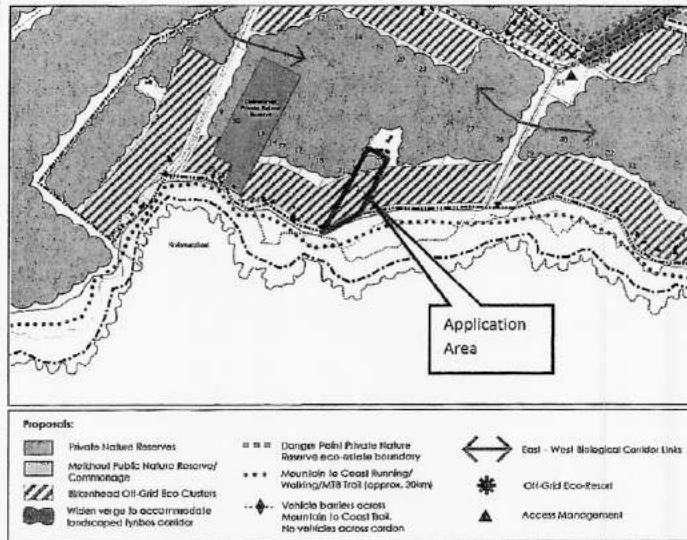 Private Nature
Reserve
Application
Area
Proposals:
Private Nature Reserves
Melkhout Public Nature Reserve/
Commonage
Birkenhead Off-Grid Eco Clusters
Widen verge to accommodate
landscaped fynbos corridor
Danger Point Private Nature
Reserve eco-estate boundary
Mountain to Coast Running/
Walking/MTB Trail (approx. 30km)
Vehicle barriers across
Mountain to Coast Trail.
No vehicles across cordon
East - West Biological Corridor Links
Off-Grid Eco-Resort
Access Management